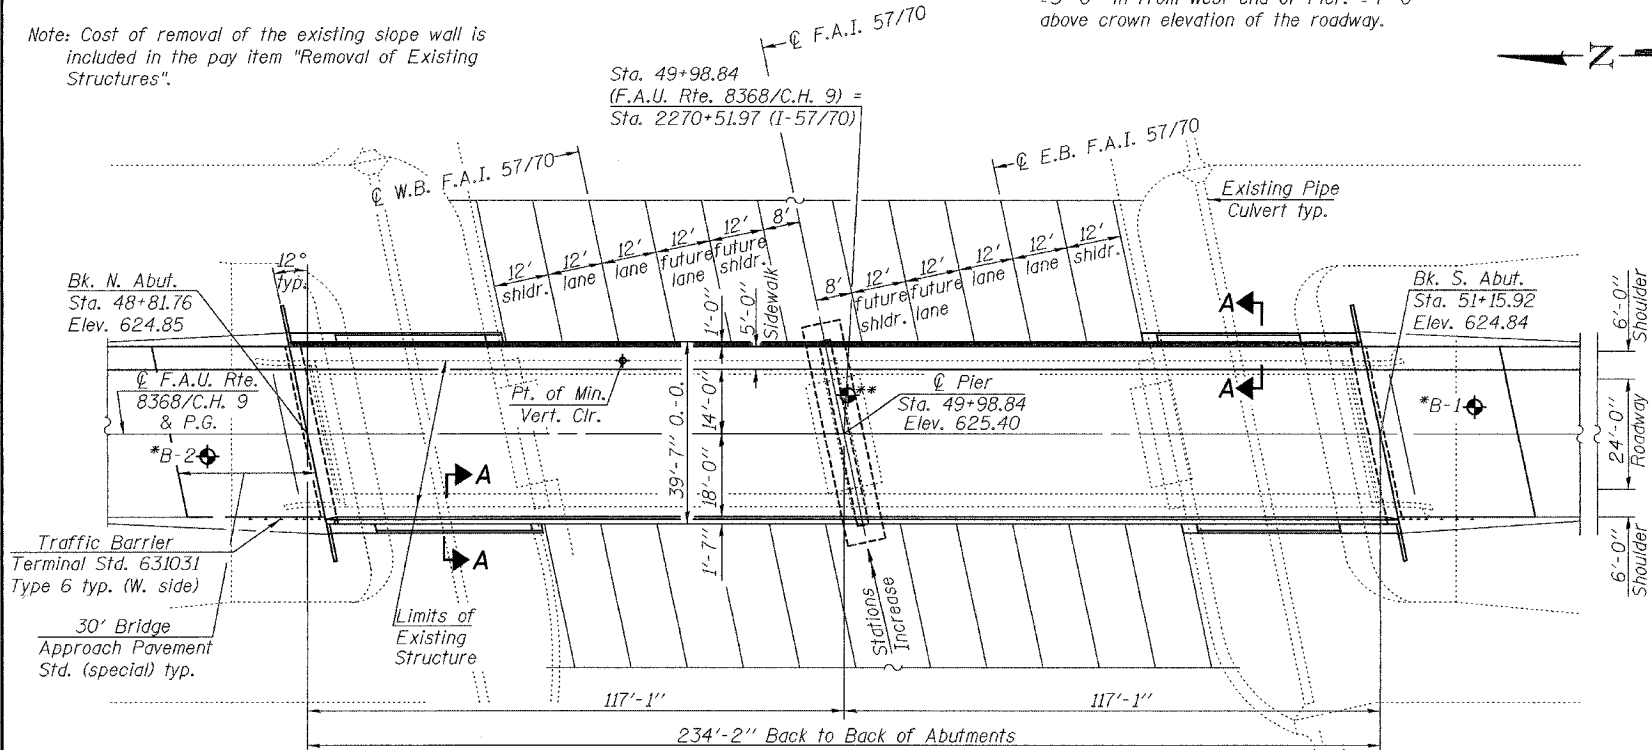 above crown elevation of the roadway.
Note: Cost of removal of the existing slope wall is
included in the pay item "Removal of Existing
Structures".
℄ F.A.I. 57/70
N
Sta. 49+98.84
(F.A.U. Rte. 8368/C.H. 9) =
Sta. 2270+51.97 (I-57/70)
℄ W.B. F.A.I. 57/70
℄ E.B. F.A.I. 57/70
Existing Pipe
Culvert typ.
12'
shldr.
12'
lane
12'
lane
12'
future
lane
12'
future
shldr.
8'
8'
12'
future
shldr.
12'
future
lane
12'
lane
12'
lane
12'
shldr.
12°
typ.
Bk. N. Abut.
Sta. 48+81.76
Elev. 624.85
1'-0"
5'-0"
Sidewalk
A
A
Bk. S. Abut.
Sta. 51+15.92
Elev. 624.84
6'-0"
Shoulder
℄ F.A.U. Rte.
8368/C.H. 9
& P.G.
*B-2
Pt. of Min.
Vert. Clr.
39'-7" O.-O.
14'-0"
18'-0"
1'-7"
**
℄ Pier
Sta. 49+98.84
Elev. 625.40
*B-1
24'-0"
Roadway
6'-0"
Shoulder
A
A
Traffic Barrier
Terminal Std. 631031
Type 6 typ. (W. side)
30' Bridge
Approach Pavement
Std. (special) typ.
Limits of
Existing
Structure
Stations
Increase
117'-1"
117'-1"
234'-2" Back to Back of Abutments